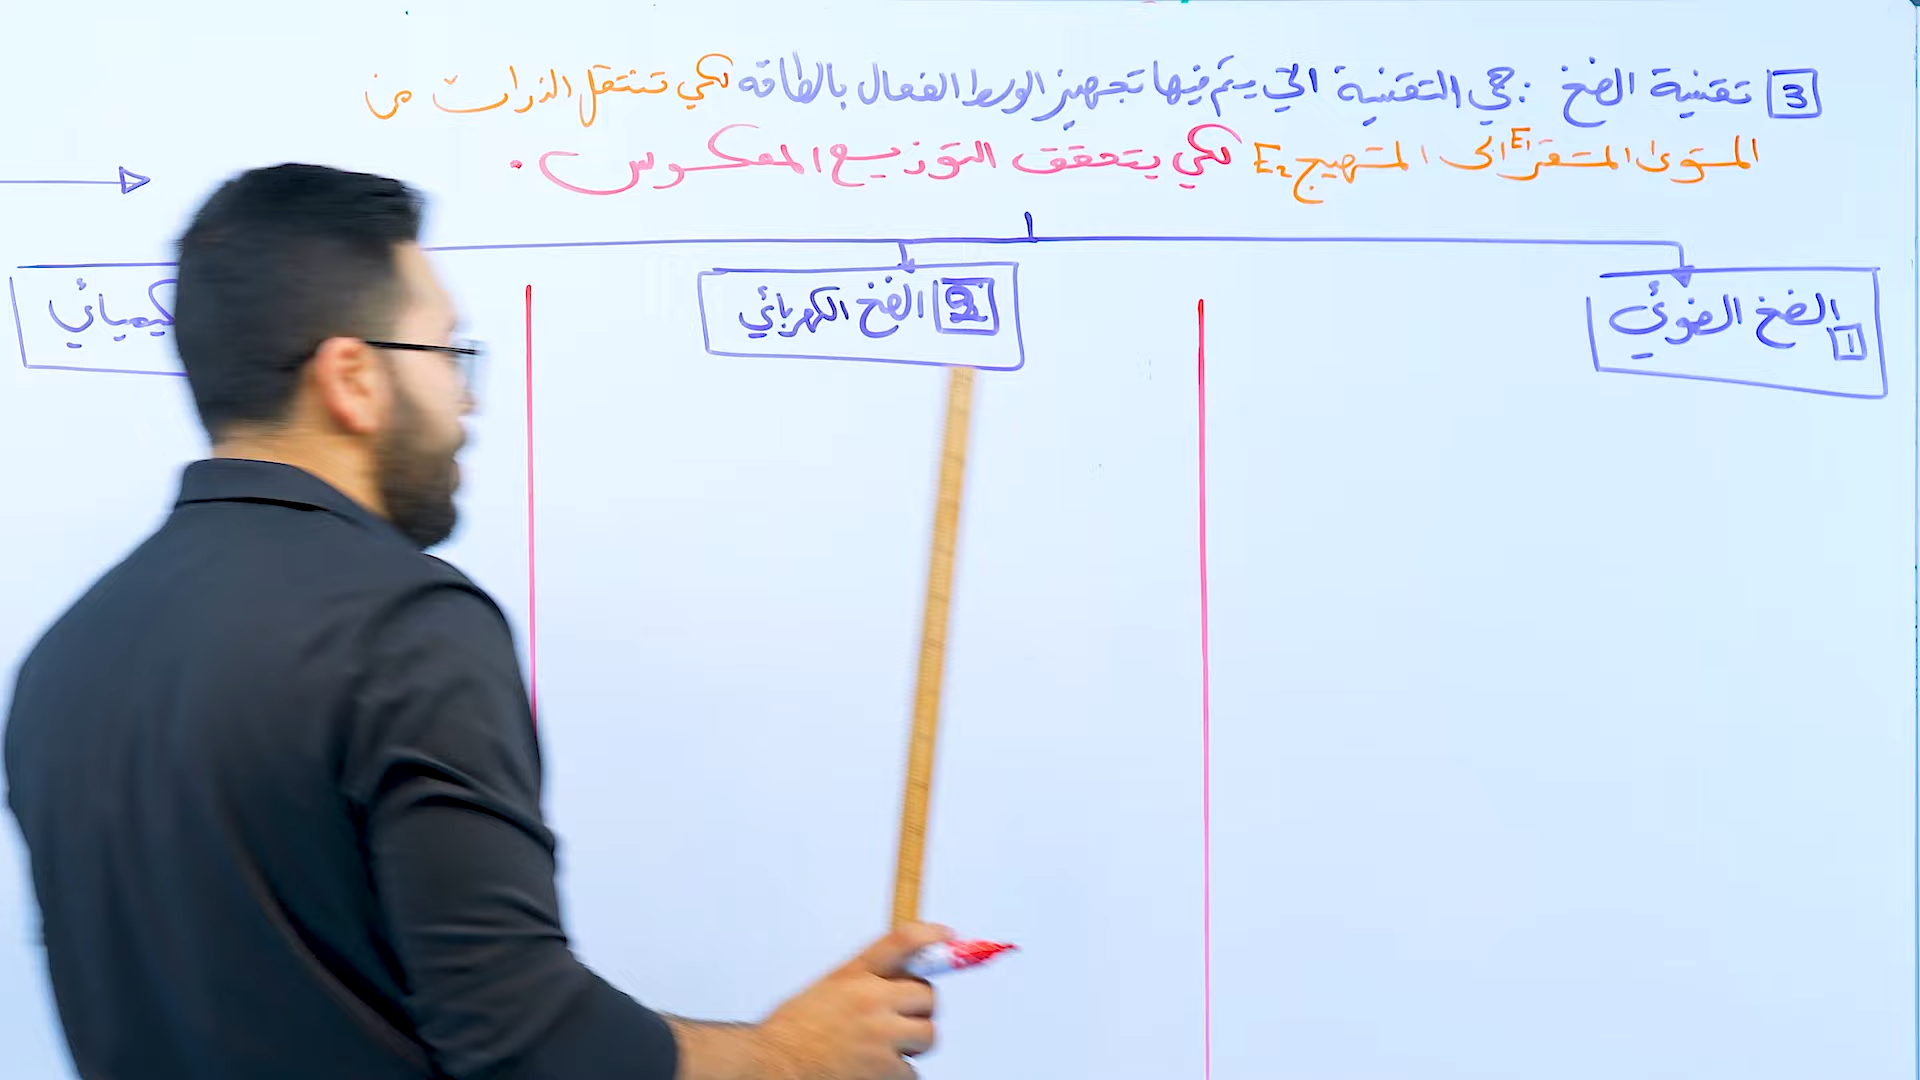 3 تقنية الضخ : هي التقنية التي يتم فيها تجهيز الوسط الفعال بالطاقه لكي تنتقل الذرات من
المستوى المستقر E1 الى المتهيج E2 لكي يتحقق التوزيع المعكوس .
1 الضخ الضوئي
2 الضخ الكهربائي
كيميائي